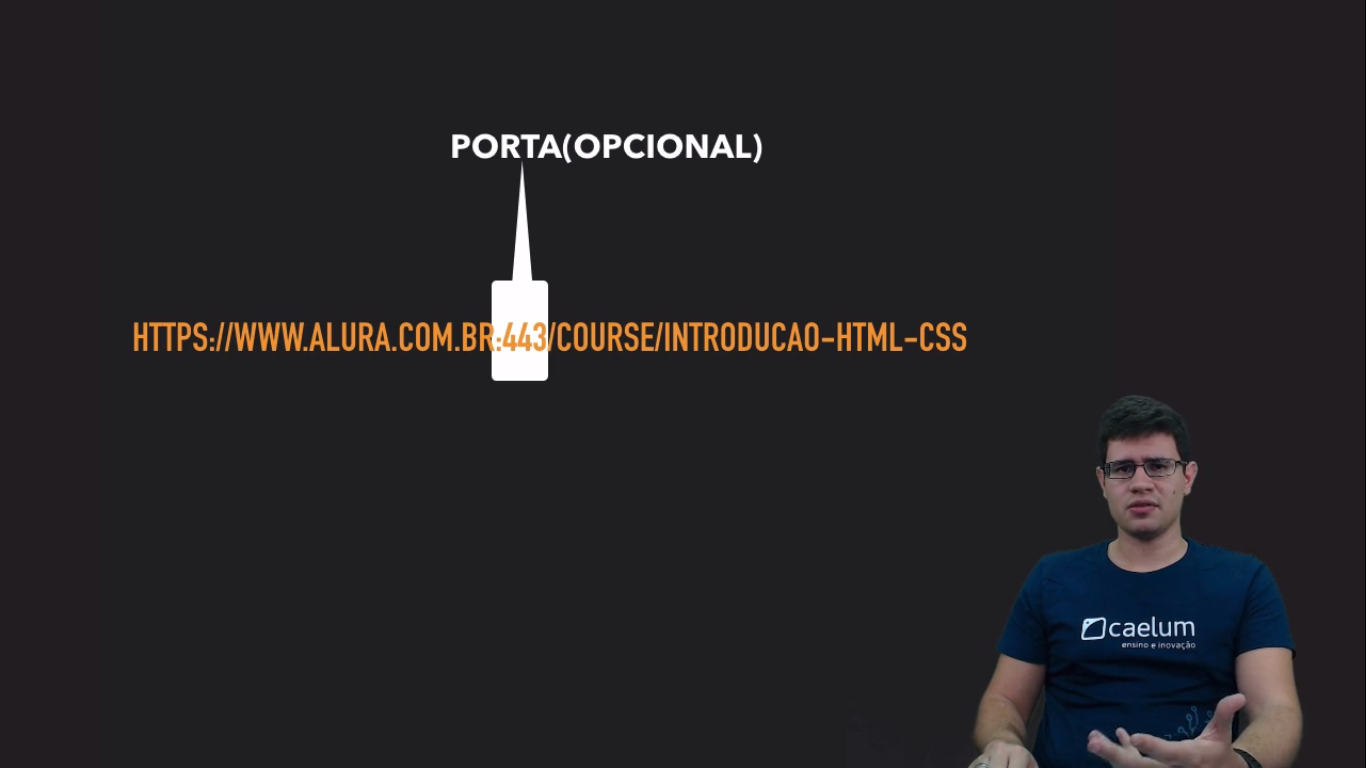 PORTA(OPCIONAL)
HTTPS://WWW.ALURA.COM.BR:443/COURSE/INTRODUCAO-HTML-CSS
caelum
ensino e inovação